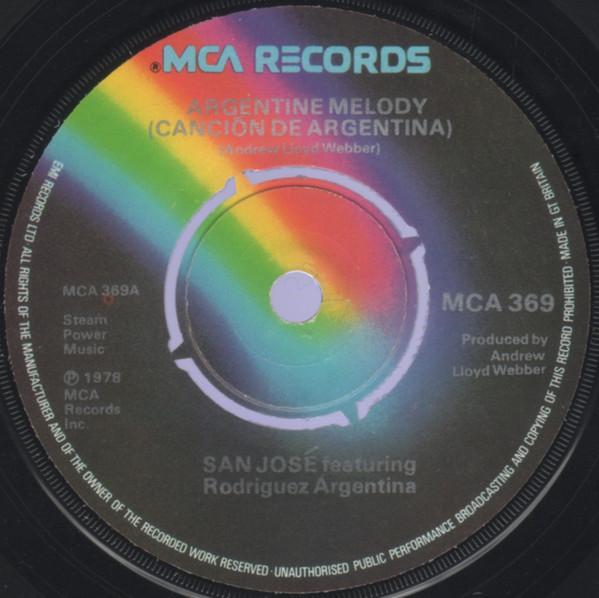 ®MCA RECORDS
ARGENTINE MELODY
(CANCIÓN DE ARGENTINA)
(Andrew Lloyd Webber)
MCA 369A
Steam
Power
Music
℗ 1978
MCA
Records
Inc.
MCA 369
Produced by
Andrew
Lloyd Webber
SAN JOSÉ featuring
Rodriguez Argentina
EMI RECORDS LTD ALL RIGHTS OF THE MANUFACTURER AND OF THE OWNER OF THE RECORDED WORK RESERVED · UNAUTHORISED PUBLIC PERFORMANCE BROADCASTING AND COPYING OF THIS RECORD PROHIBITED MADE IN GT BRITAIN